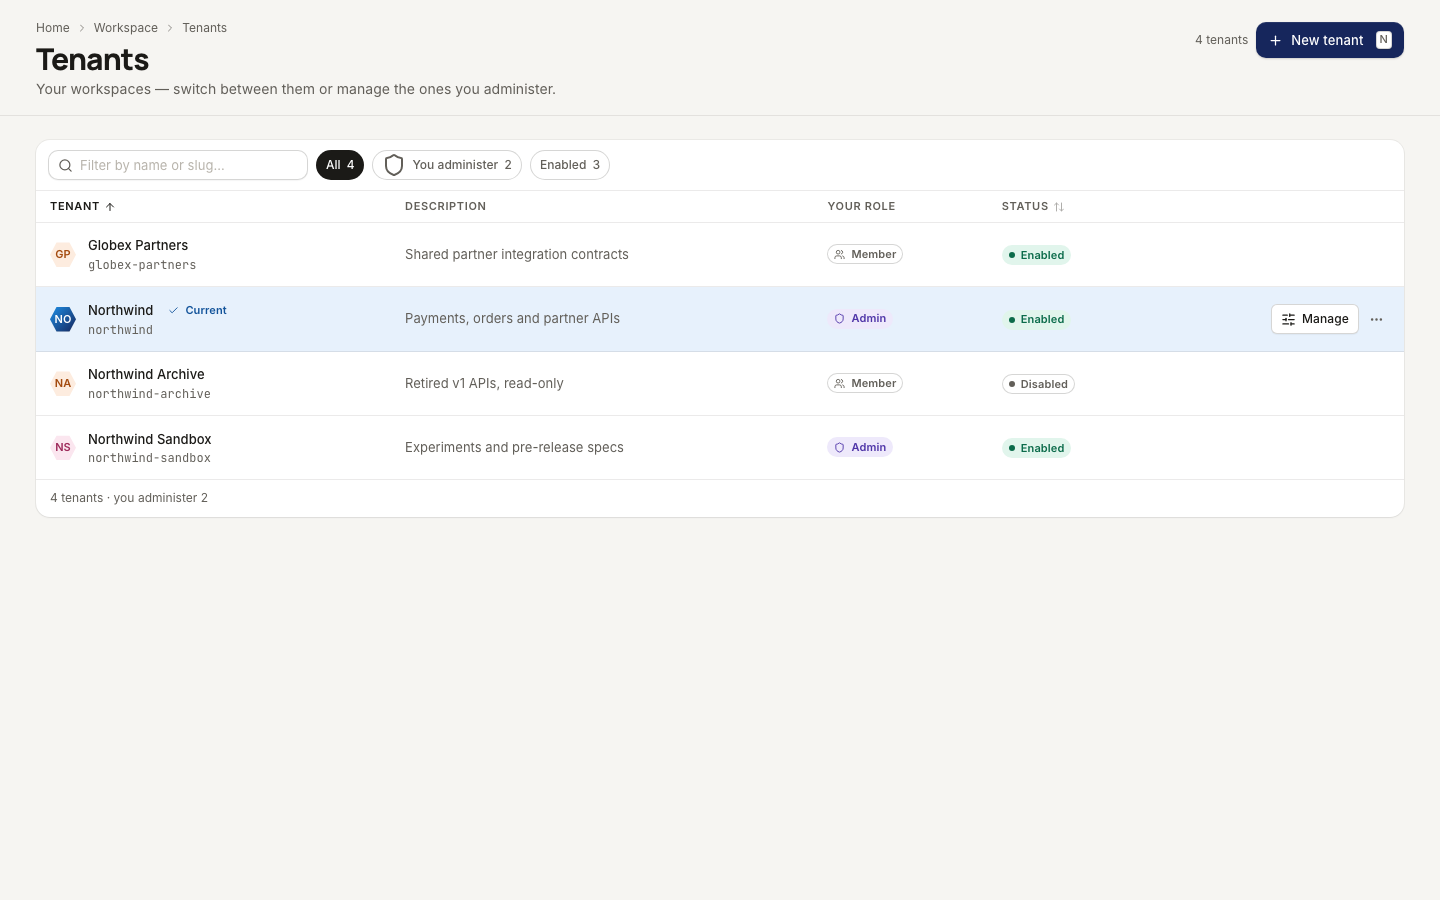 Home Workspace Tenants
Tenants
Your workspaces — switch between them or manage the ones you administer.
4 tenants
New tenant N
Filter by name or slug...
All 4
You administer 2
Enabled 3
TENANT DESCRIPTION YOUR ROLE STATUS
GP Globex Partners
globex-partners
Shared partner integration contracts
Member
Enabled
NO Northwind Current
northwind
Payments, orders and partner APIs
Admin
Enabled
Manage
NA Northwind Archive
northwind-archive
Retired v1 APIs, read-only
Member
Disabled
NS Northwind Sandbox
northwind-sandbox
Experiments and pre-release specs
Admin
Enabled
4 tenants · you administer 2